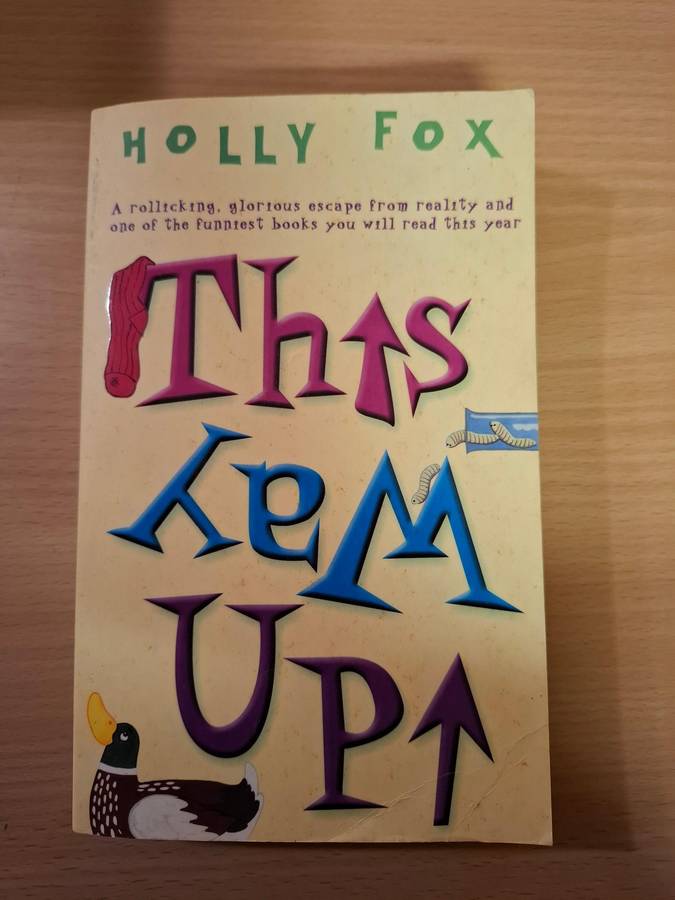 HOLLY FOX
A rollicking, glorious escape from reality and
one of the funniest books you will read this year
This
Way
Up